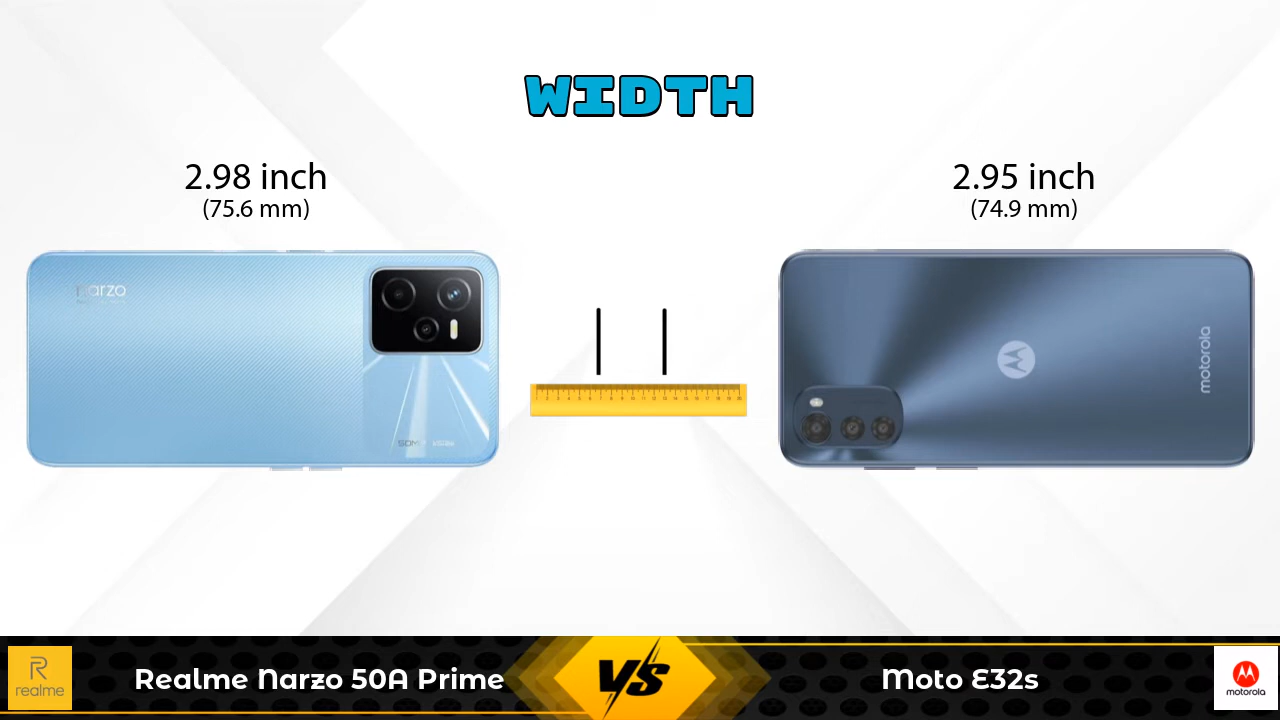 WIDTH
2.98 inch
(75.6 mm)
2.95 inch
(74.9 mm)
narzo
motorola
50MP
realme
Realme Narzo 50A Prime
VS
Moto E32s
motorola